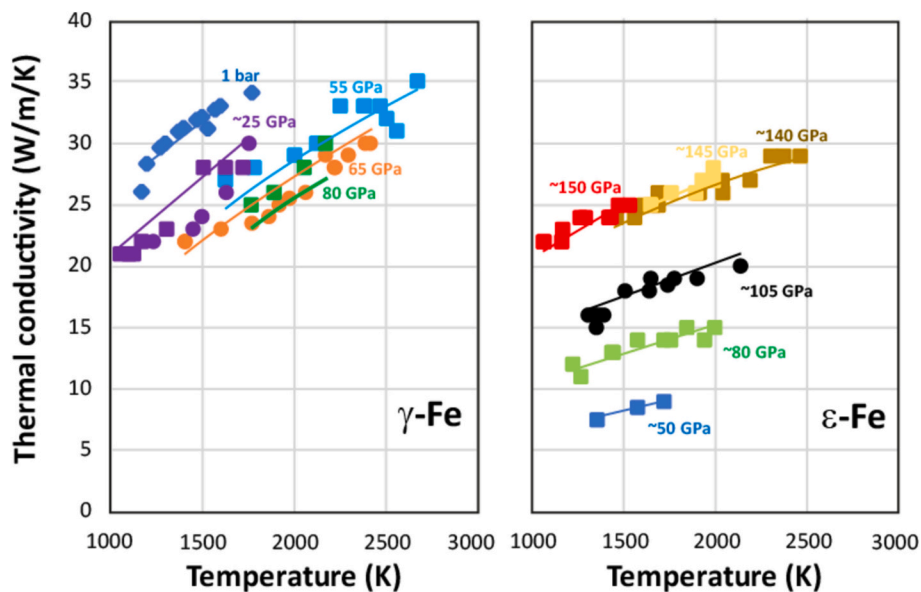 Thermal conductivity (W/m/K)
40
35
30
25
20
15
10
5
0
1 bar
~25 GPa
55 GPa
65 GPa
80 GPa
γ-Fe
1000 1500 2000 2500 3000
Temperature (K)
~140 GPa
~145 GPa
~150 GPa
~105 GPa
~80 GPa
~50 GPa
ε-Fe
1000 1500 2000 2500 3000
Temperature (K)